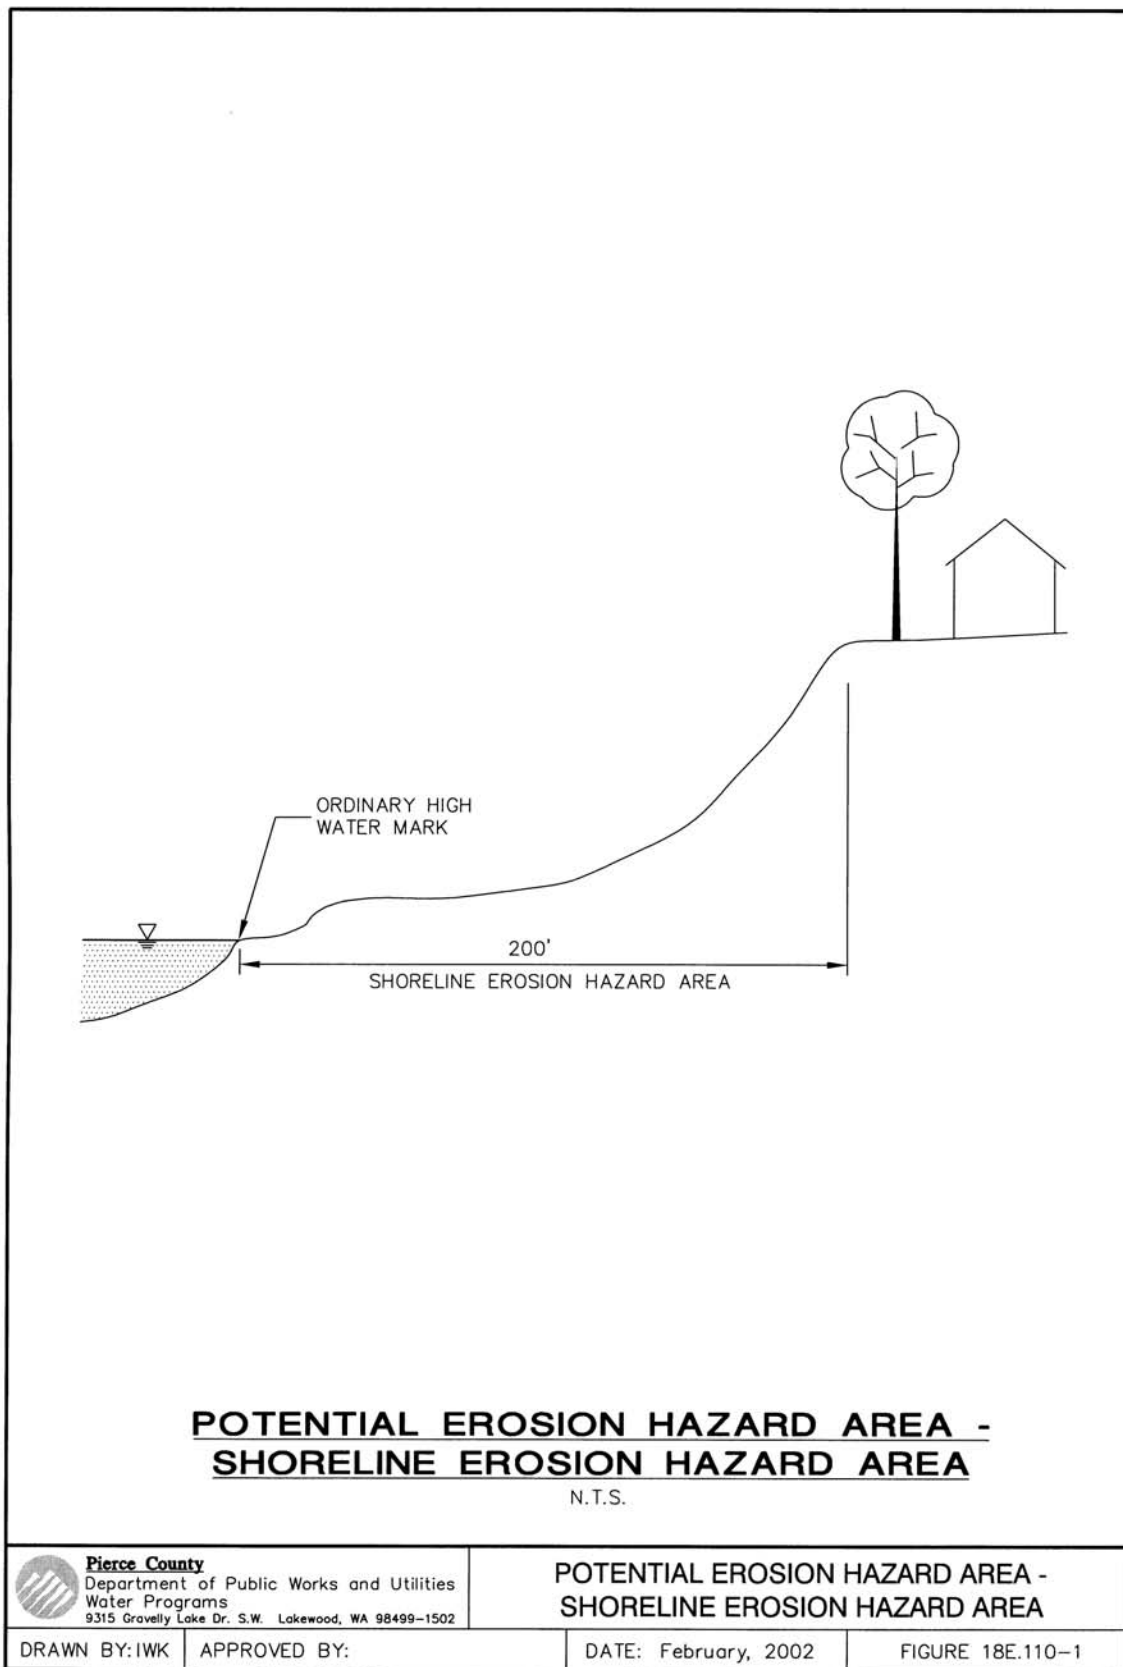 ORDINARY HIGH
WATER MARK
200'
SHORELINE EROSION HAZARD AREA
POTENTIAL EROSION HAZARD AREA -
SHORELINE EROSION HAZARD AREA
N.T.S.
Pierce County
Department of Public Works and Utilities
Water Programs
9315 Gravelly Lake Dr. S.W. Lakewood, WA 98499-1502
POTENTIAL EROSION HAZARD AREA -
SHORELINE EROSION HAZARD AREA
DRAWN BY: IWK
APPROVED BY:
DATE: February, 2002
FIGURE 18E.110-1